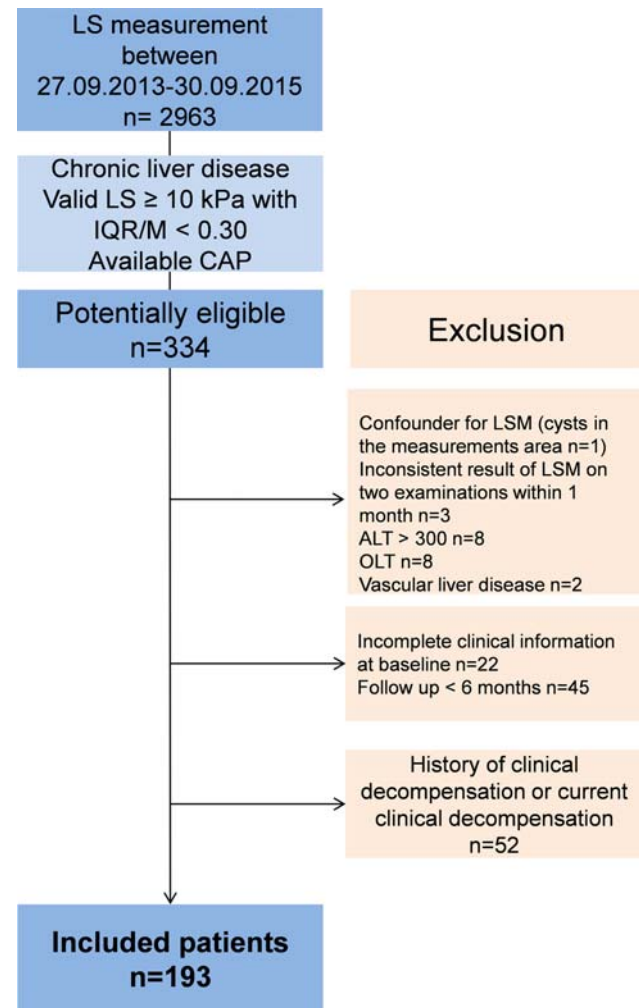 LS measurement
between
27.09.2013-30.09.2015
n= 2963
Chronic liver disease
Valid LS ≥ 10 kPa with
IQR/M < 0.30
Available CAP
Potentially eligible
n=334
Exclusion
Confounder for LSM (cysts in
the measurements area n=1)
Inconsistent result of LSM on
two examinations within 1
month n=3
ALT > 300 n=8
OLT n=8
Vascular liver disease n=2
Incomplete clinical information
at baseline n=22
Follow up < 6 months n=45
History of clinical
decompensation or current
clinical decompensation
n=52
Included patients
n=193